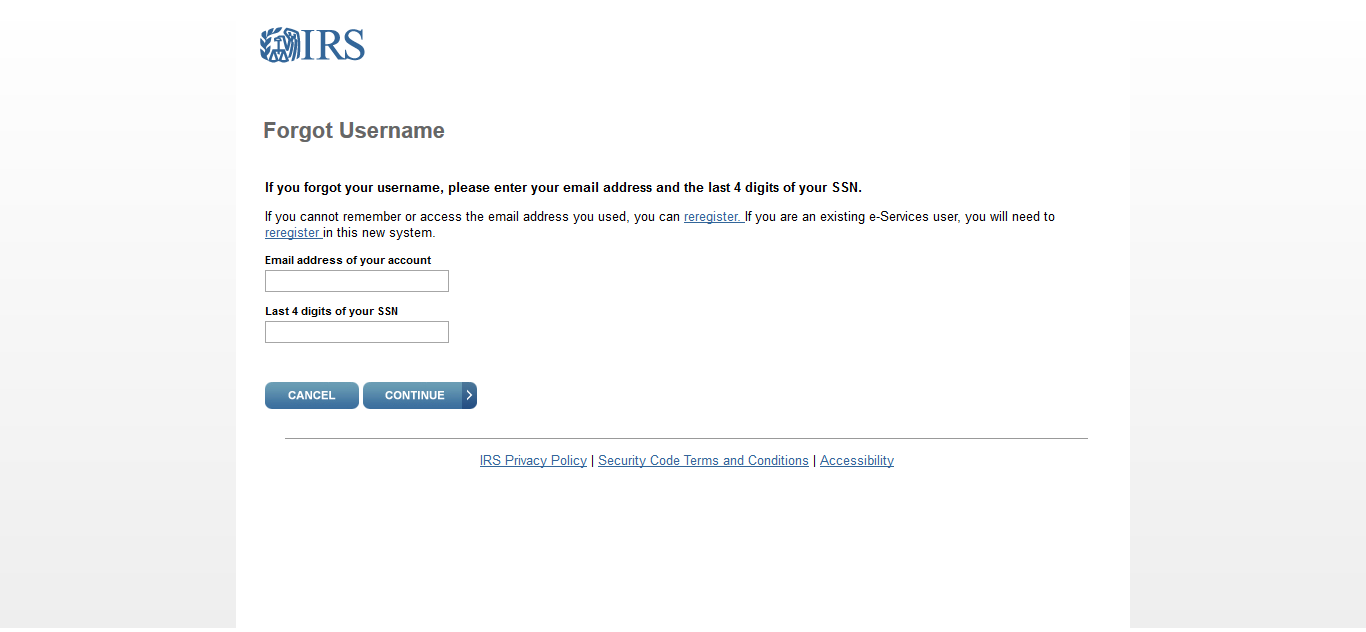 IRS
Forgot Username
If you forgot your username, please enter your email address and the last 4 digits of your SSN.
If you cannot remember or access the email address you used, you can reregister. If you are an existing e-Services user, you will need to
reregister in this new system.
Email address of your account
Last 4 digits of your SSN
CANCEL CONTINUE >
IRS Privacy Policy | Security Code Terms and Conditions | Accessibility